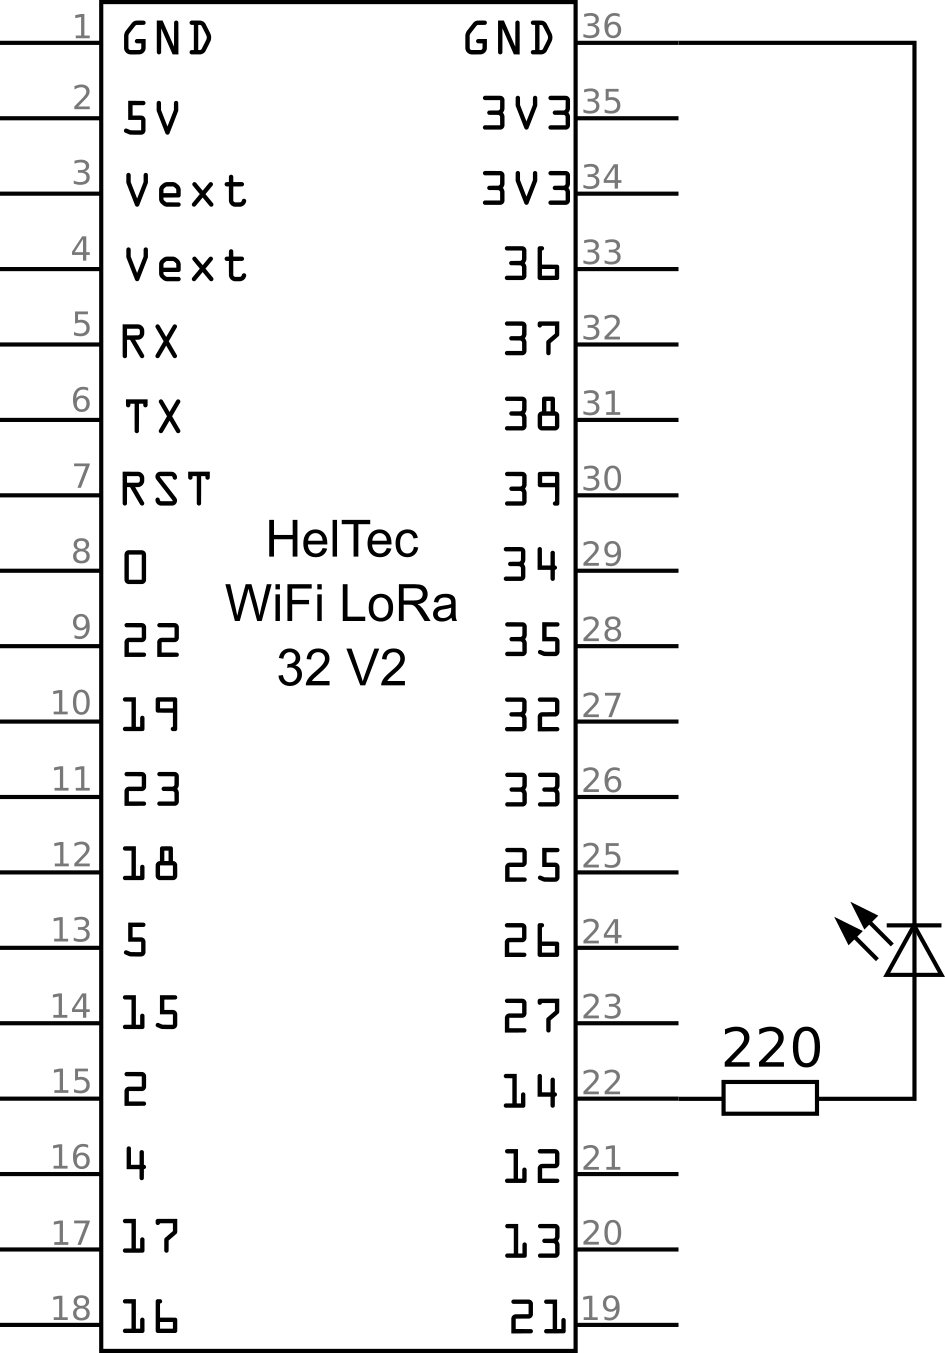 1 GND GND 36
2 5V 3V3 35
3 Vext 3V3 34
4 Vext 36 33
5 RX 37 32
6 TX 38 31
7 RST 39 30
HelTec
8 0 34 29
WiFi LoRa
9 22 35 28
32 V2
10 19 32 27
11 23 33 26
12 18 25 25
13 5 26 24
14 15 27 23
220
15 2 14 22
16 4 12 21
17 17 13 20
18 16 21 19